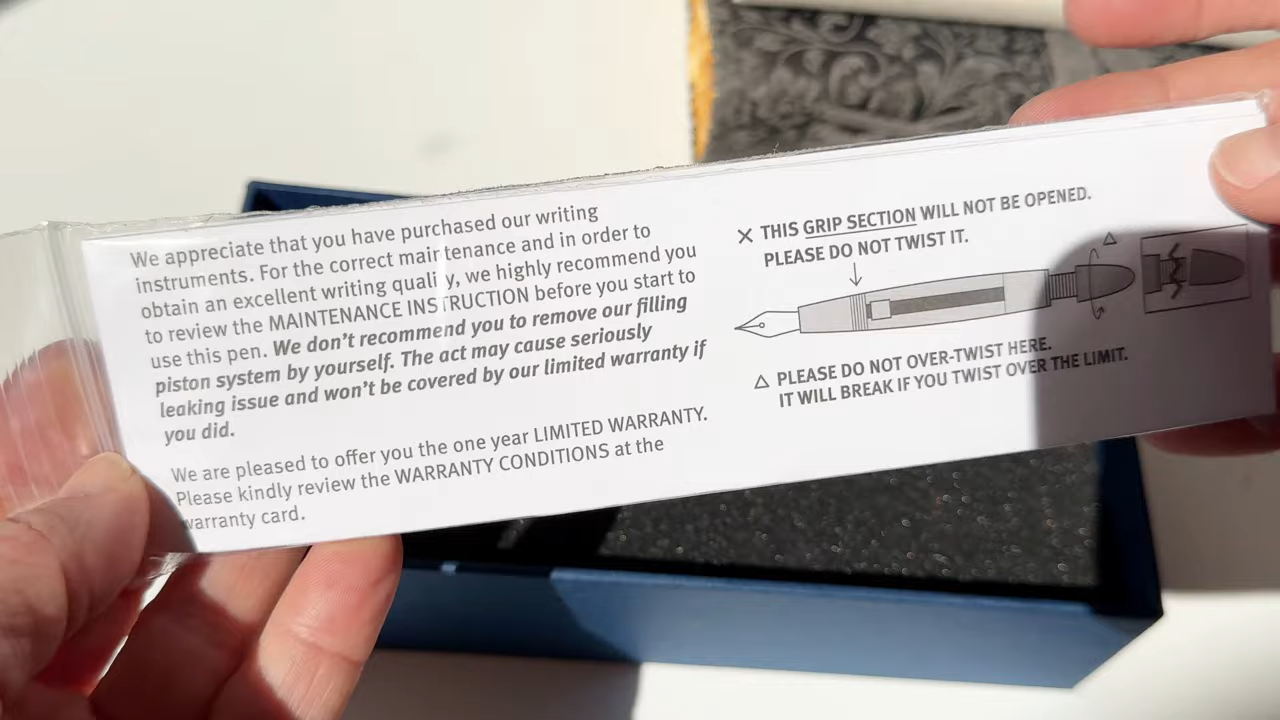 We appreciate that you have purchased our writing
instruments. For the correct maintenance and in order to
obtain an excellent writing quality, we highly recommend you
to review the MAINTENANCE INSTRUCTION before you start to
use this pen. We don't recommend you to remove our filling
piston system by yourself. The act may cause seriously
leaking issue and won't be covered by our limited warranty if
you did.
We are pleased to offer you the one year LIMITED WARRANTY.
Please kindly review the WARRANTY CONDITIONS at the
warranty card.
✕ THIS GRIP SECTION WILL NOT BE OPENED.
PLEASE DO NOT TWIST IT.
△
△ PLEASE DO NOT OVER-TWIST HERE.
IT WILL BREAK IF YOU TWIST OVER THE LIMIT.